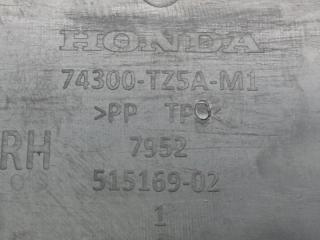 HONDA
74300-TZ5A-M1
>PP TPO<
RH
7952
515169-02
1